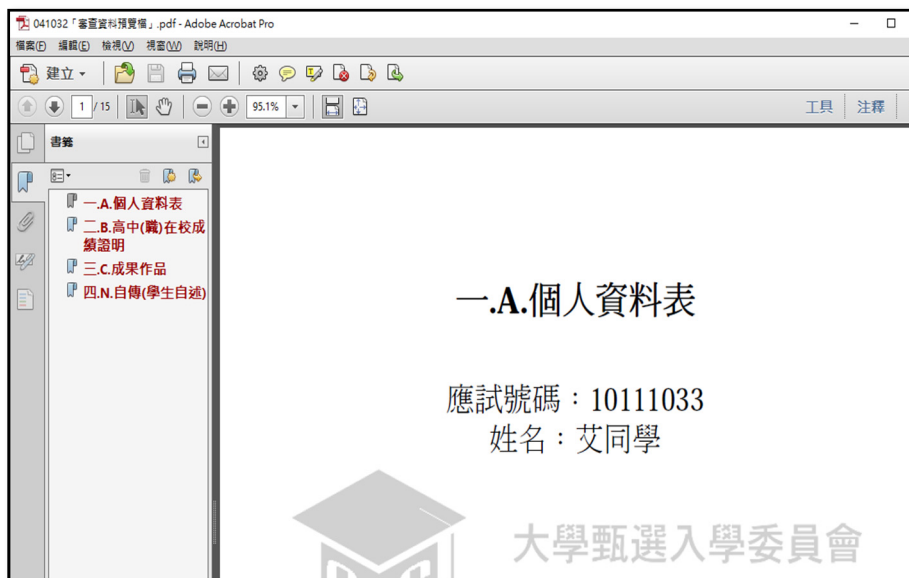 041032「審查資料預覽檔」.pdf - Adobe Acrobat Pro
檔案(F) 編輯(E) 檢視(V) 視窗(W) 說明(H)
建立
1 / 15 95.1% 工具 註釋
書籤
一.A.個人資料表
二.B.高中(職)在校成
績證明
三.C.成果作品
四.N.自傳(學生自述)
一.A.個人資料表
應試號碼：10111033
姓名：艾同學
大學甄選入學委員會